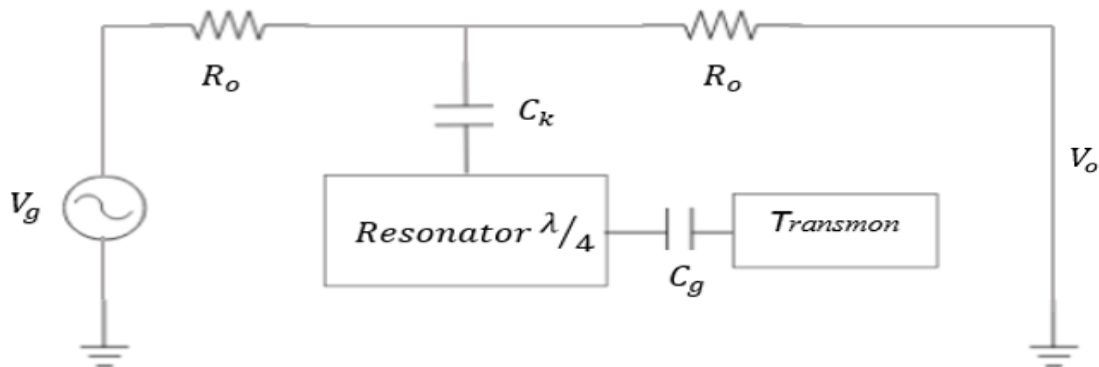 R_o
R_o
C_k
V_g
V_o
Resonator λ/4
Transmon
C_g